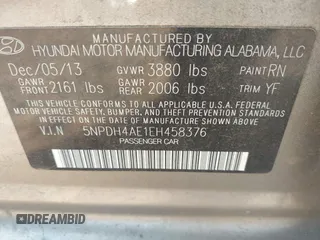 MANUFACTURED BY
HYUNDAI MOTOR MANUFACTURING ALABAMA, LLC
Dec/05/13 GVWR 3880 lbs PAINT RN
GAWR FRONT 2161 lbs GAWR REAR 2006 lbs TRIM YF
THIS VEHICLE CONFORMS TO ALL APPLICABLE U.S.A. FEDERAL
MOTOR VEHICLE SAFETY, BUMPER, AND THEFT PREVENTION STANDARDS
IN EFFECT ON THE DATE OF MANUFACTURE SHOWN ABOVE.
V.I.N 5NPDH4AE1EH458376
PASSENGER CAR
DREAMBID